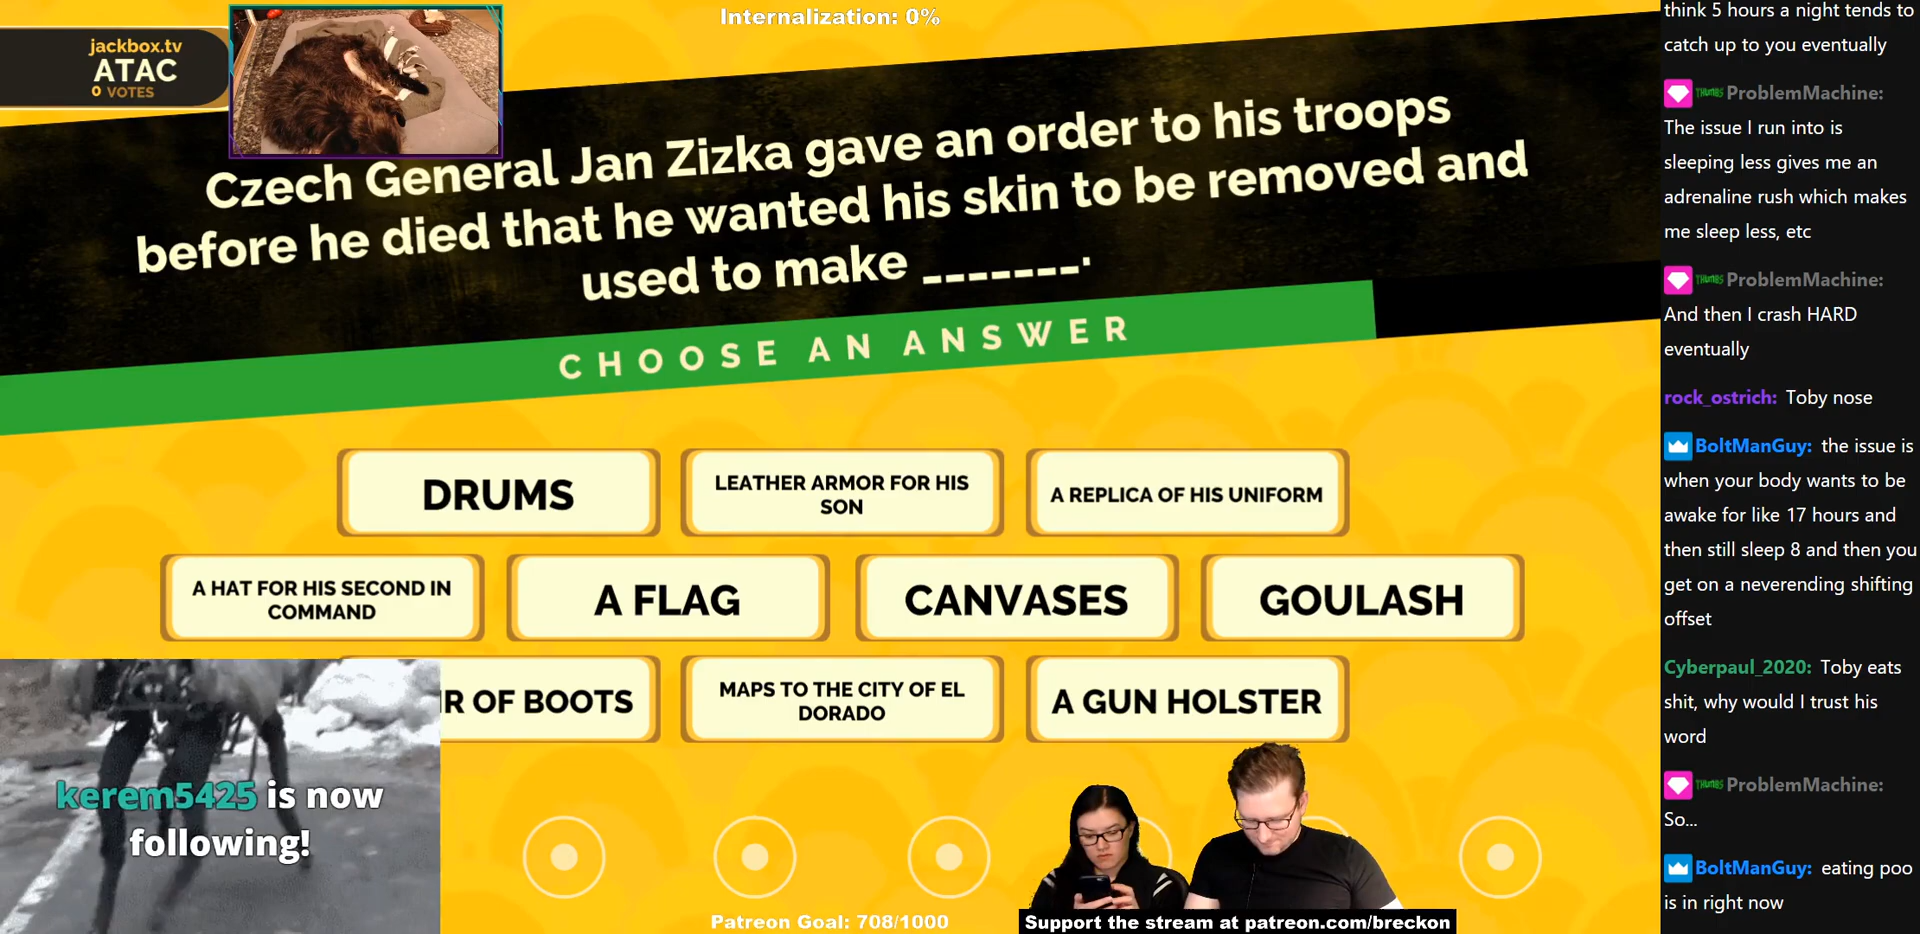 Internalization: 0%
jackbox.tv
ATAC
0 VOTES
Czech General Jan Zizka gave an order to his troops
before he died that he wanted his skin to be removed and
used to make _______.
CHOOSE AN ANSWER
DRUMS
LEATHER ARMOR FOR HIS
SON
A REPLICA OF HIS UNIFORM
A HAT FOR HIS SECOND IN
COMMAND
A FLAG
CANVASES
GOULASH
IR OF BOOTS
MAPS TO THE CITY OF EL
DORADO
A GUN HOLSTER
kerem5425 is now
following!
Patreon Goal: 708/1000
Support the stream at patreon.com/breckon
think 5 hours a night tends to
catch up to you eventually
THUMBS ProblemMachine:
The issue I run into is
sleeping less gives me an
adrenaline rush which makes
me sleep less, etc
THUMBS ProblemMachine:
And then I crash HARD
eventually
rock_ostrich: Toby nose
BoltManGuy: the issue is
when your body wants to be
awake for like 17 hours and
then still sleep 8 and then you
get on a neverending shifting
offset
Cyberpaul_2020: Toby eats
shit, why would I trust his
word
THUMBS ProblemMachine:
So...
BoltManGuy: eating poo
is in right now